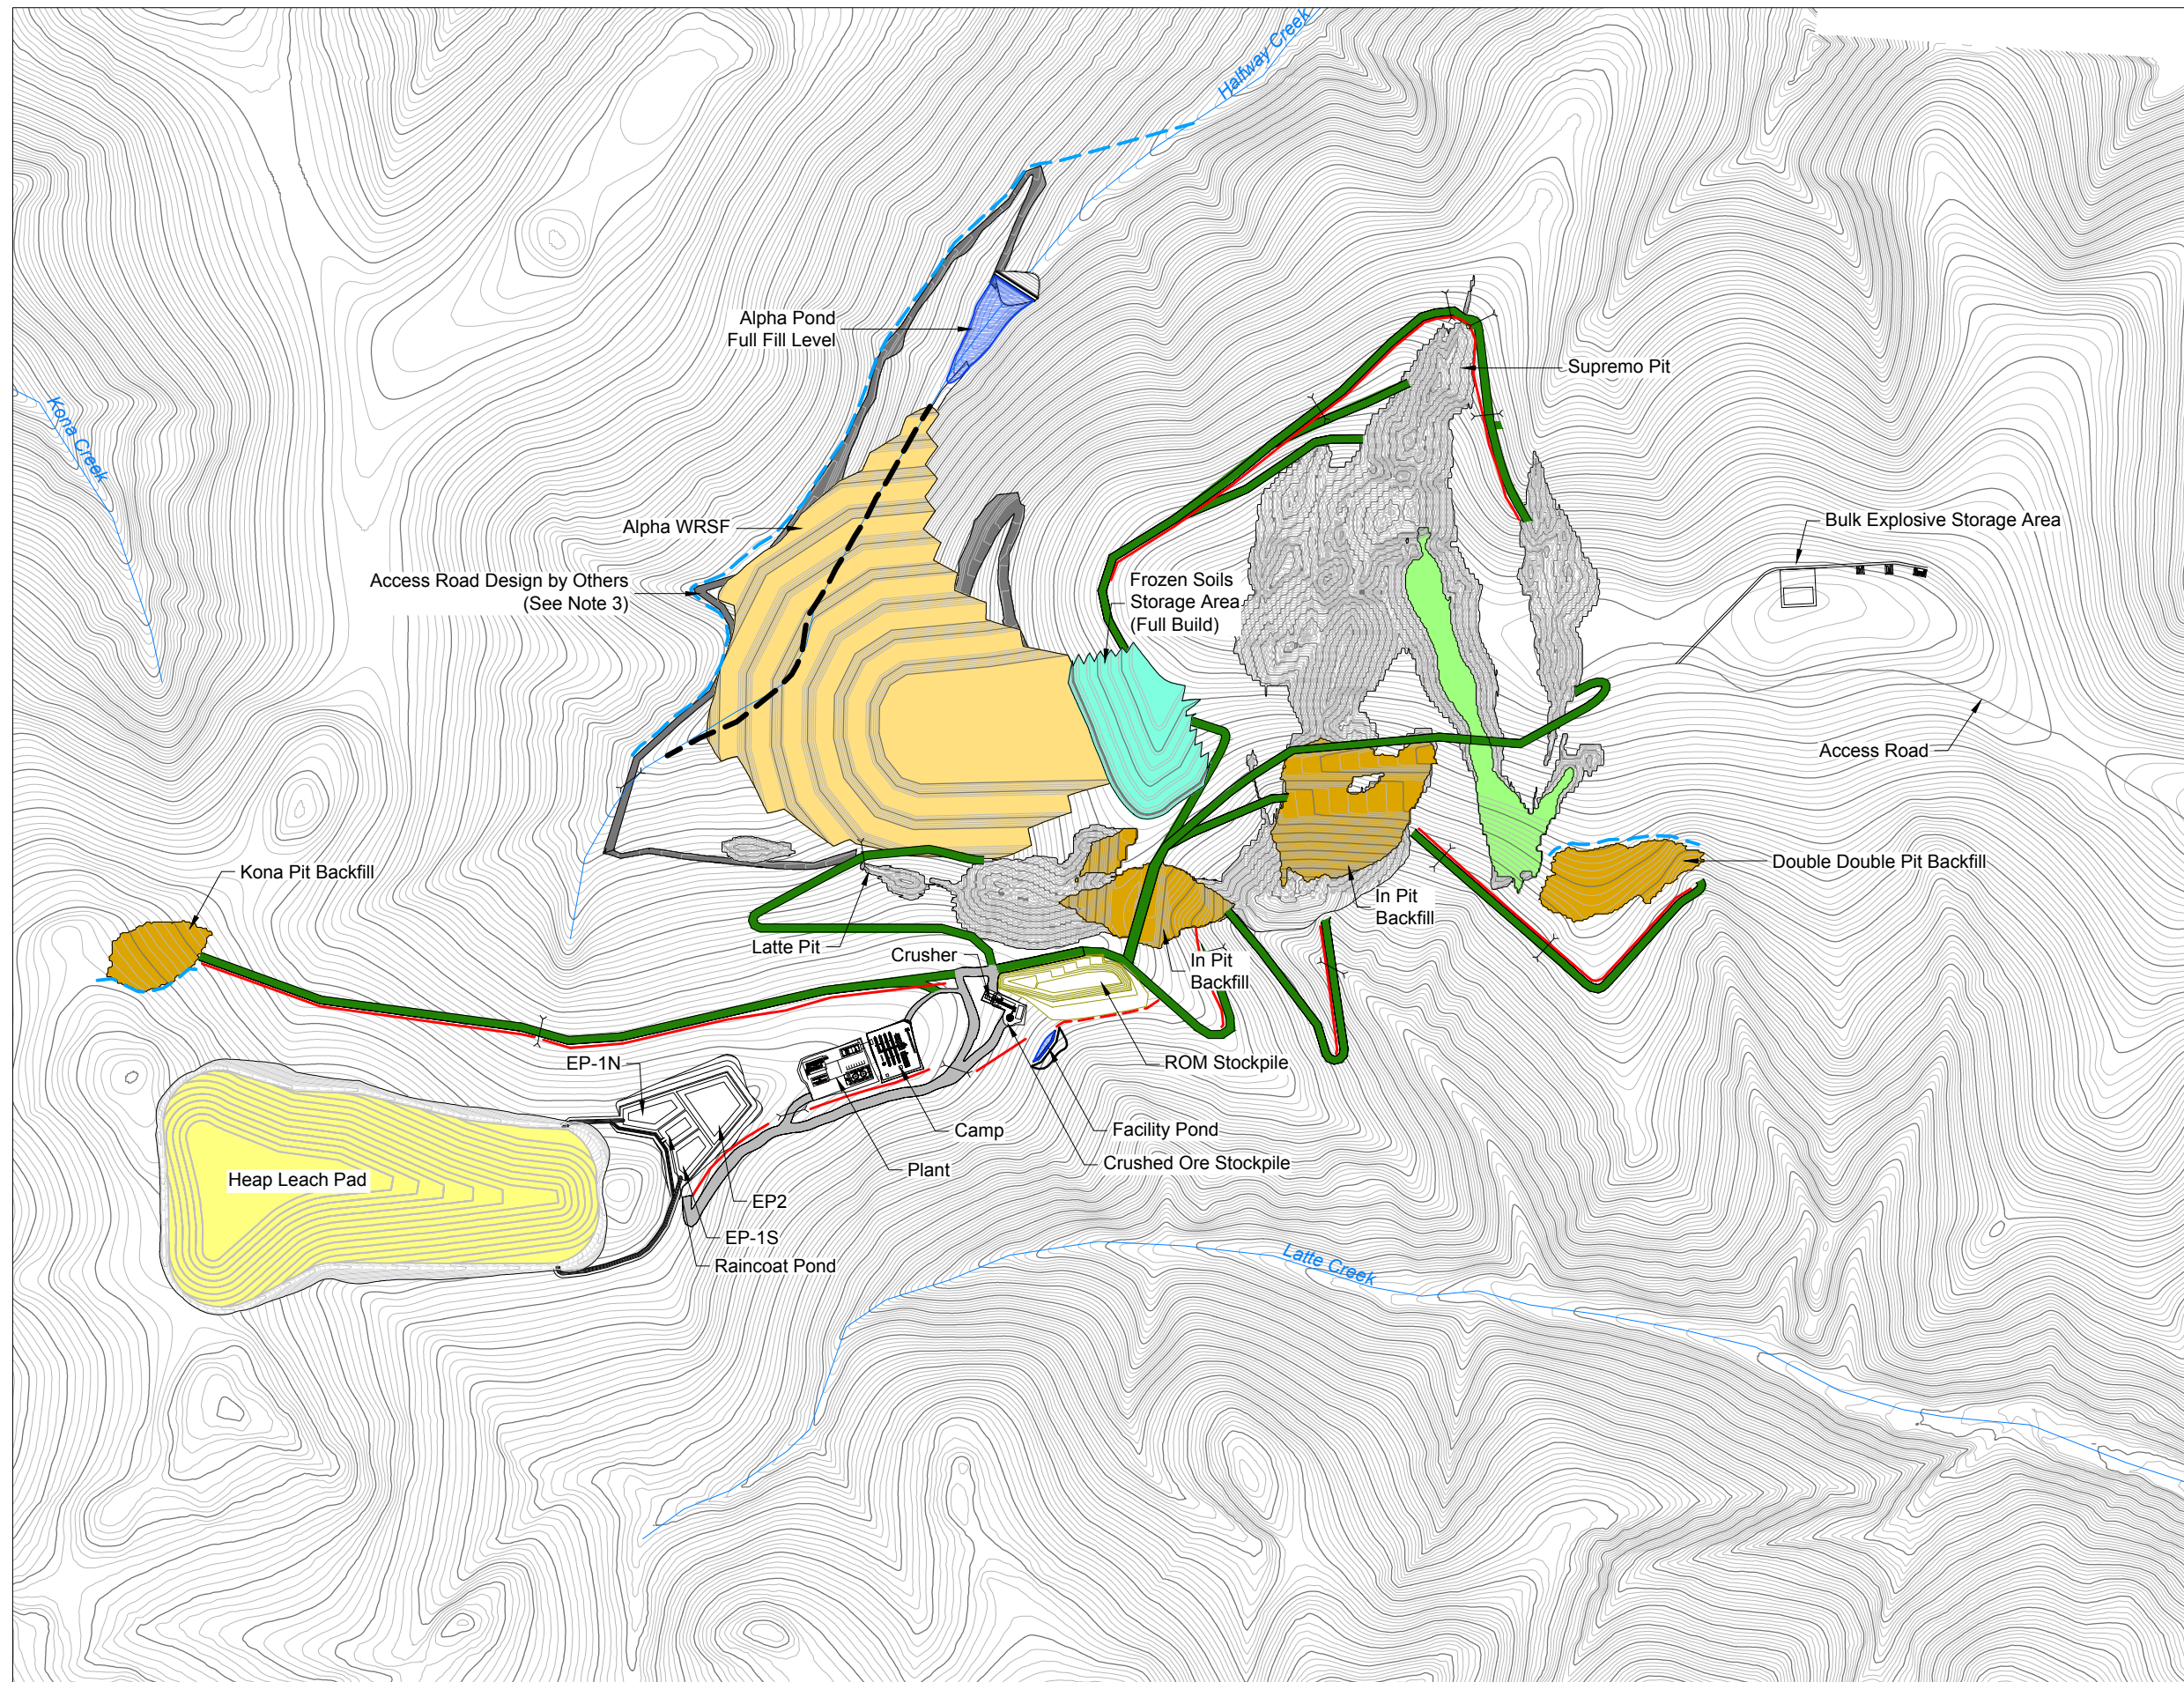 Halfway Creek
Alpha Pond
Full Fill Level
Supremo Pit
Kona Creek
Alpha WRSF
Bulk Explosive Storage Area
Access Road Design by Others
(See Note 3)
Frozen Soils
Storage Area
(Full Build)
Access Road
Kona Pit Backfill
Double Double Pit Backfill
In Pit
Backfill
Latte Pit
Crusher
In Pit
Backfill
EP-1N
ROM Stockpile
Camp
Facility Pond
Plant
Crushed Ore Stockpile
Heap Leach Pad
EP2
EP-1S
Raincoat Pond
Latte Creek